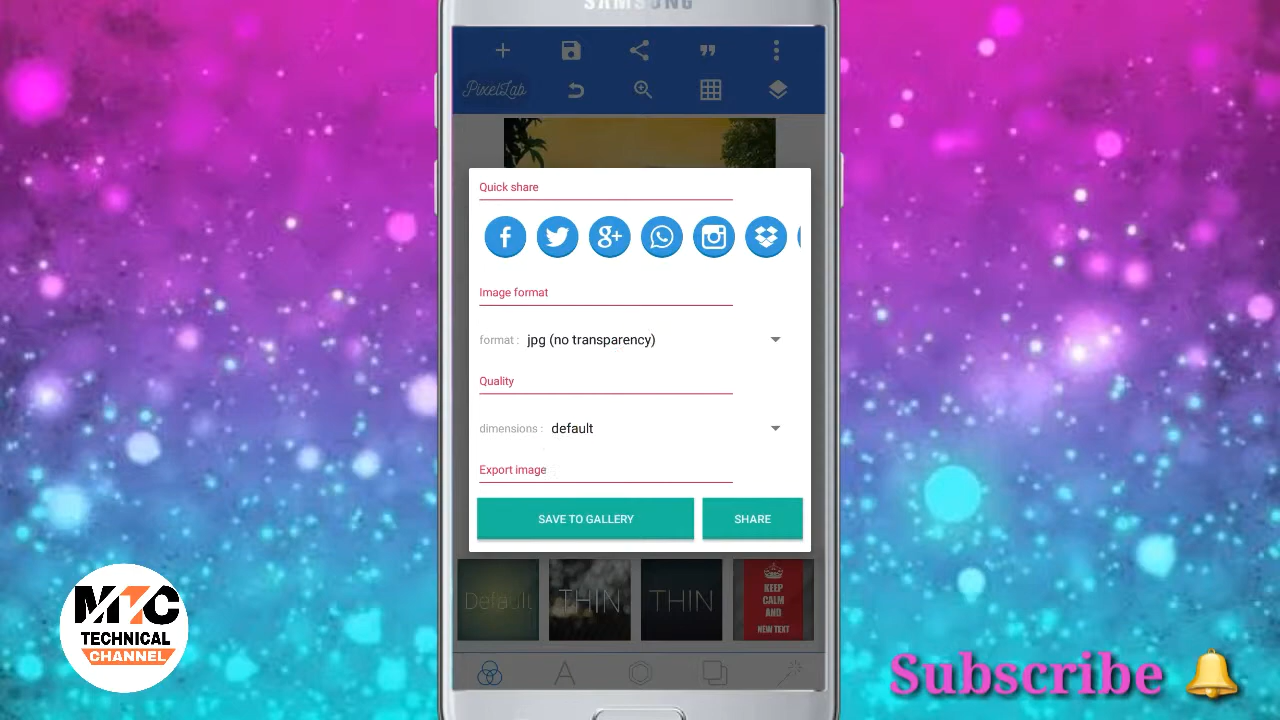 SAMSUNG
PixelLab
Quick share
Image format
format : jpg (no transparency)
Quality
dimensions : default
Export image
SAVE TO GALLERY
SHARE
Default
THIN
THIN
KEEP
CALM
AND
NEW TEXT
MTC
TECHNICAL
CHANNEL
Subscribe